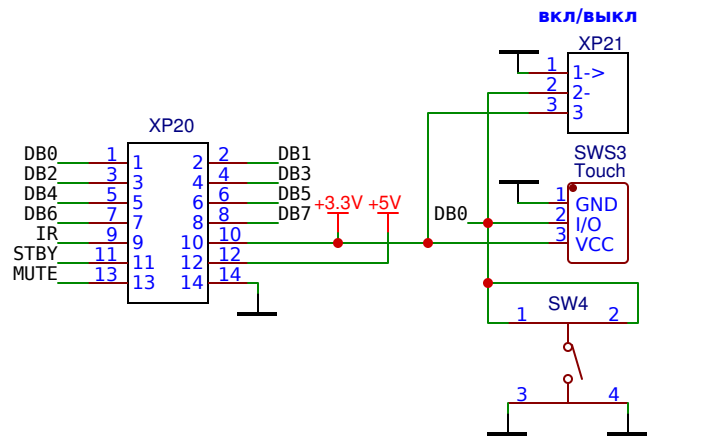 вкл/выкл
XP21
1 1->
2 2-
3 3
XP20
DB0 1 1 2 2 DB1
DB2 3 3 4 4 DB3
DB4 5 5 6 6 DB5
DB6 7 7 8 8 DB7
IR 9 9 10 10
STBY 11 11 12 12
MUTE 13 13 14 14
+3.3V +5V
SWS3
Touch
1 GND
DB0 2 I/O
3 VCC
SW4
1 2
3 4